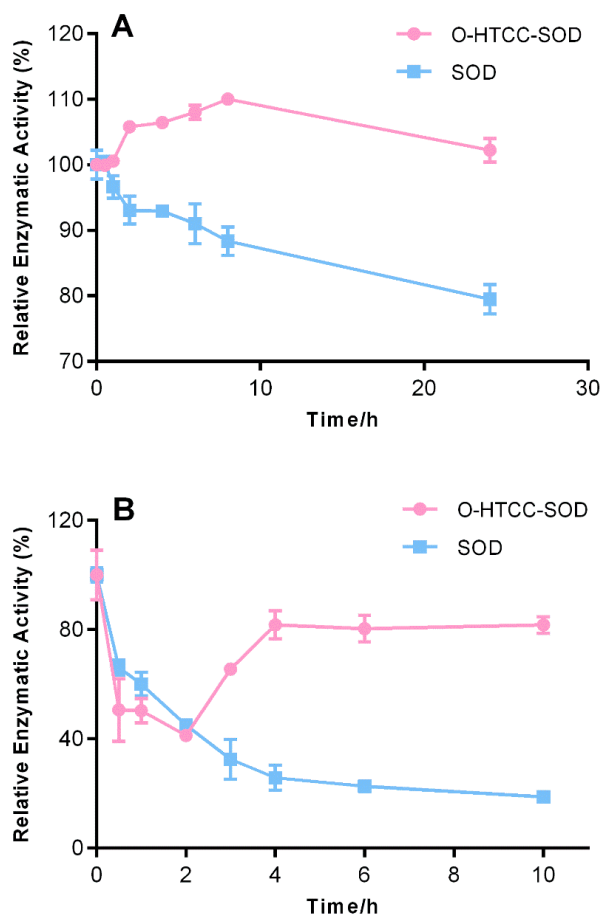 A
O-HTCC-SOD
SOD
Relative Enzymatic Activity (%)
120
110
100
90
80
70
0
10
20
30
Time/h
B
O-HTCC-SOD
SOD
Relative Enzymatic Activity (%)
120
80
40
0
0
2
4
6
8
10
Time/h